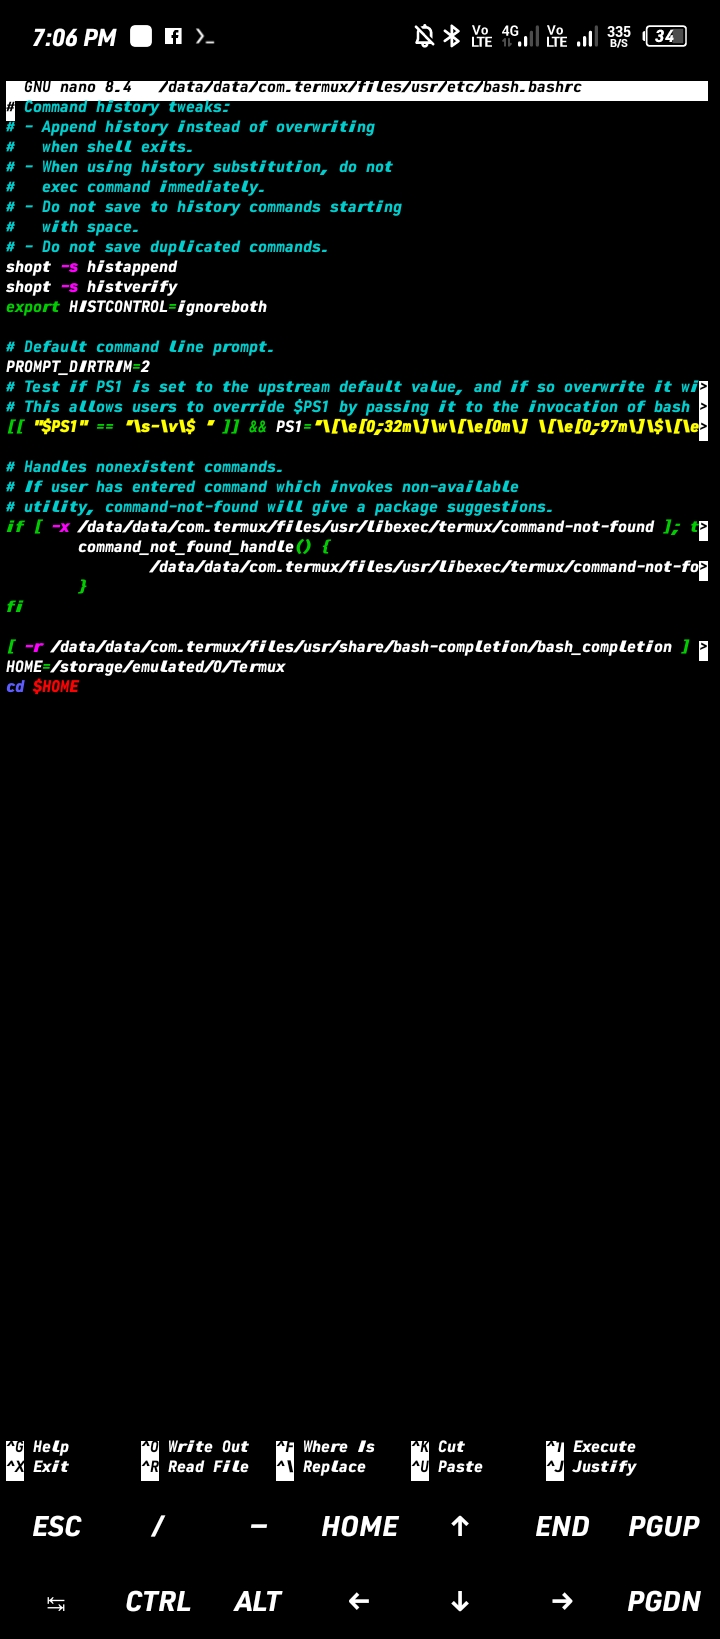 7:06 PM >_ Vo LTE 4G Vo LTE 335 B/S 34
GNU nano 8.4 /data/data/com.termux/files/usr/etc/bash.bashrc
# Command history tweaks:
# - Append history instead of overwriting
#   when shell exits.
# - When using history substitution, do not
#   exec command immediately.
# - Do not save to history commands starting
#   with space.
# - Do not save duplicated commands.
shopt -s histappend
shopt -s histverify
export HISTCONTROL=ignoreboth
# Default command line prompt.
PROMPT_DIRTRIM=2
# Test if PS1 is set to the upstream default value, and if so overwrite it wi>
# This allows users to override $PS1 by passing it to the invocation of bash >
[[ "$PS1" == "\s-\v\$ " ]] && PS1="\[\e[0;32m\]\w\[\e[0m\] \[\e[0;97m\]\$\[\e>
# Handles nonexistent commands.
# If user has entered command which invokes non-available
# utility, command-not-found will give a package suggestions.
if [ -x /data/data/com.termux/files/usr/libexec/termux/command-not-found ]; t>
        command_not_found_handle() {
                /data/data/com.termux/files/usr/libexec/termux/command-not-fo>
        }
fi
[ -r /data/data/com.termux/files/usr/share/bash-completion/bash_completion ] >
HOME=/storage/emulated/0/Termux
cd $HOME
^G Help ^O Write Out ^F Where Is ^K Cut ^T Execute
^X Exit ^R Read File ^\ Replace ^U Paste ^J Justify
ESC / - HOME ↑ END PGUP
↹ CTRL ALT ← ↓ → PGDN